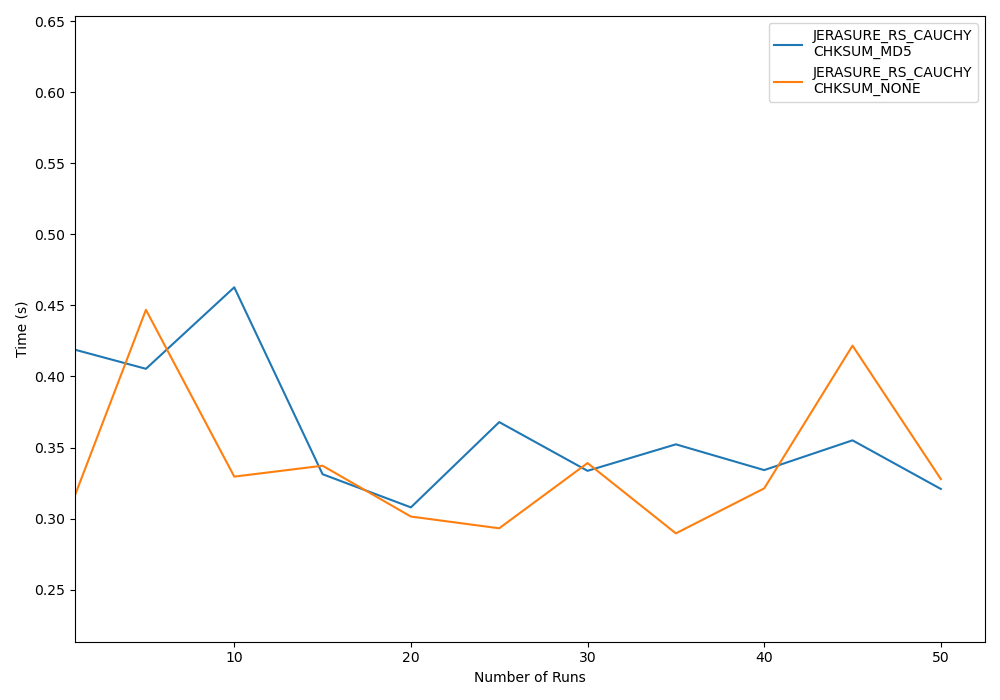 0.65
0.60
0.55
0.50
0.45
0.40
0.35
0.30
0.25
Time (s)
10
20
30
40
50
Number of Runs
JERASURE_RS_CAUCHY
CHKSUM_MD5
JERASURE_RS_CAUCHY
CHKSUM_NONE